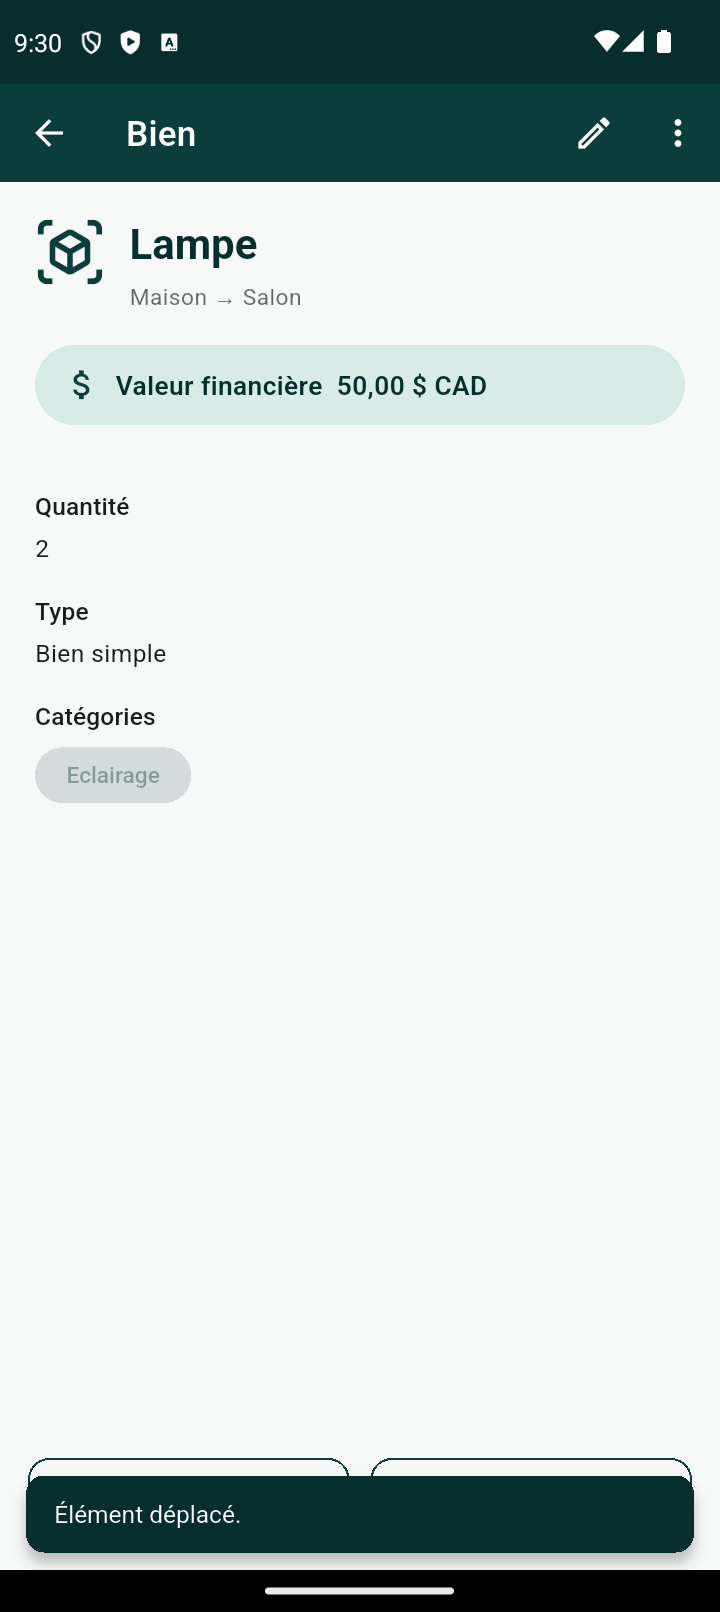 9:30
Bien
Lampe
Maison → Salon
Valeur financière 50,00 $ CAD
Quantité
2
Type
Bien simple
Catégories
Eclairage
Élément déplacé.